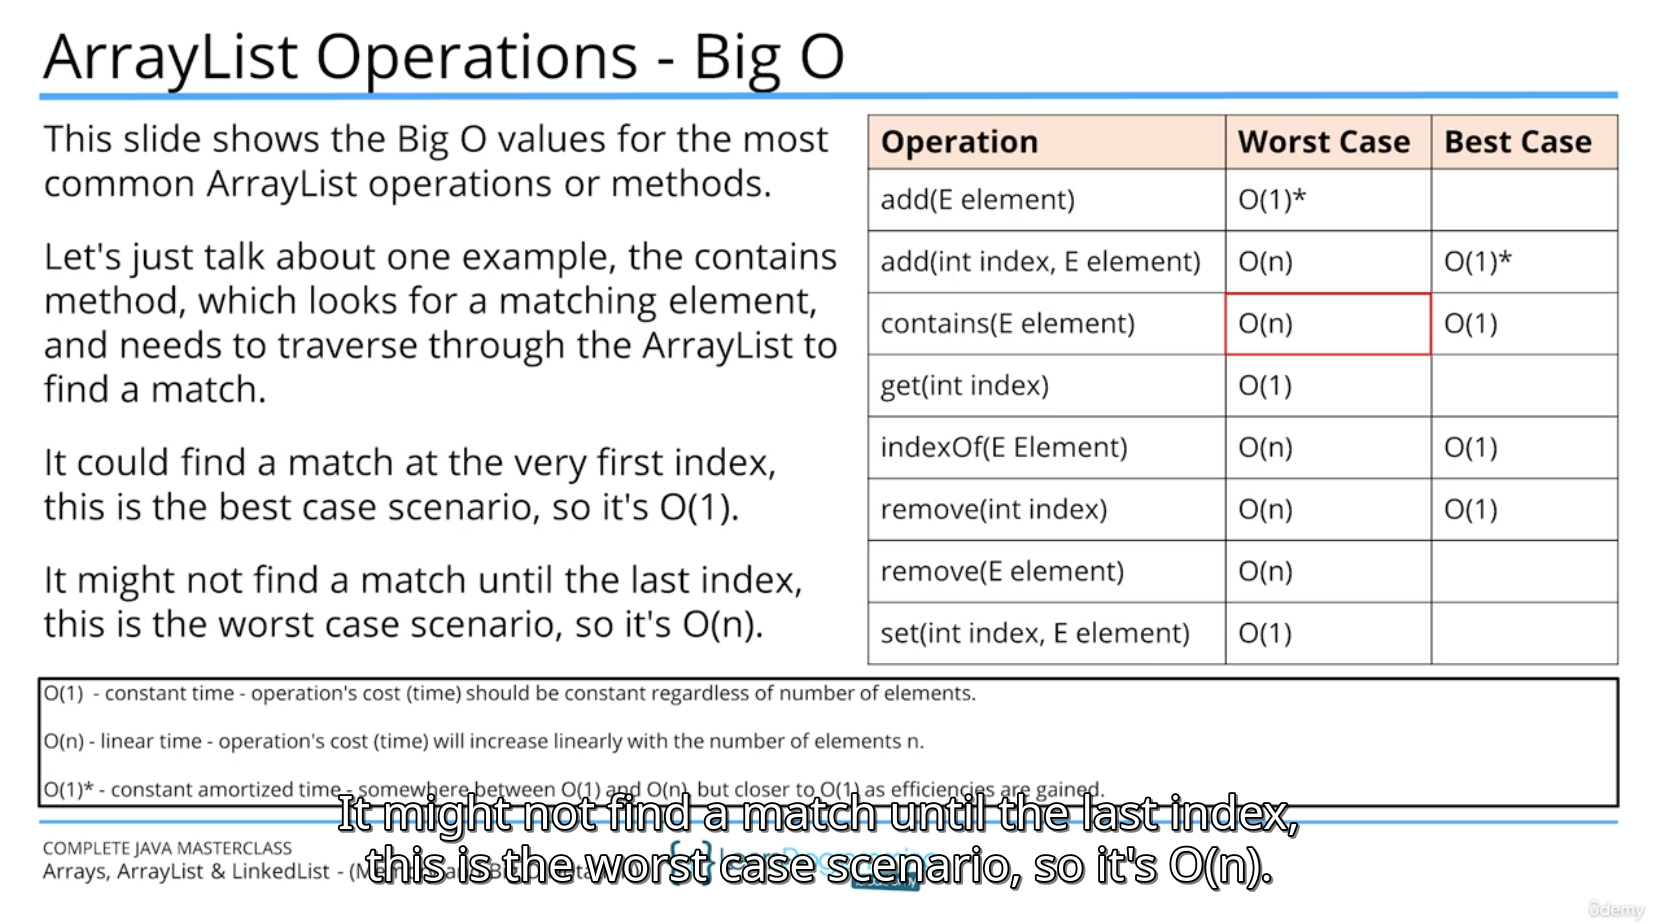 ArrayList Operations - Big O
This slide shows the Big O values for the most
common ArrayList operations or methods.
Let's just talk about one example, the contains
method, which looks for a matching element,
and needs to traverse through the ArrayList to
find a match.
It could find a match at the very first index,
this is the best case scenario, so it's O(1).
It might not find a match until the last index,
this is the worst case scenario, so it's O(n).
Operation Worst Case Best Case
add(E element) O(1)*
add(int index, E element) O(n) O(1)*
contains(E element) O(n) O(1)
get(int index) O(1)
indexOf(E Element) O(n) O(1)
remove(int index) O(n) O(1)
remove(E element) O(n)
set(int index, E element) O(1)
O(1) - constant time - operation's cost (time) should be constant regardless of number of elements.
O(n) - linear time - operation's cost (time) will increase linearly with the number of elements n.
O(1)* - constant amortized time - somewhere between O(1) and O(n), but closer to O(1) as efficiencies are gained.
It might not find a match until the last index,
this is the worst case scenario, so it's O(n).
COMPLETE JAVA MASTERCLASS
Arrays, ArrayList & LinkedList -
udemy